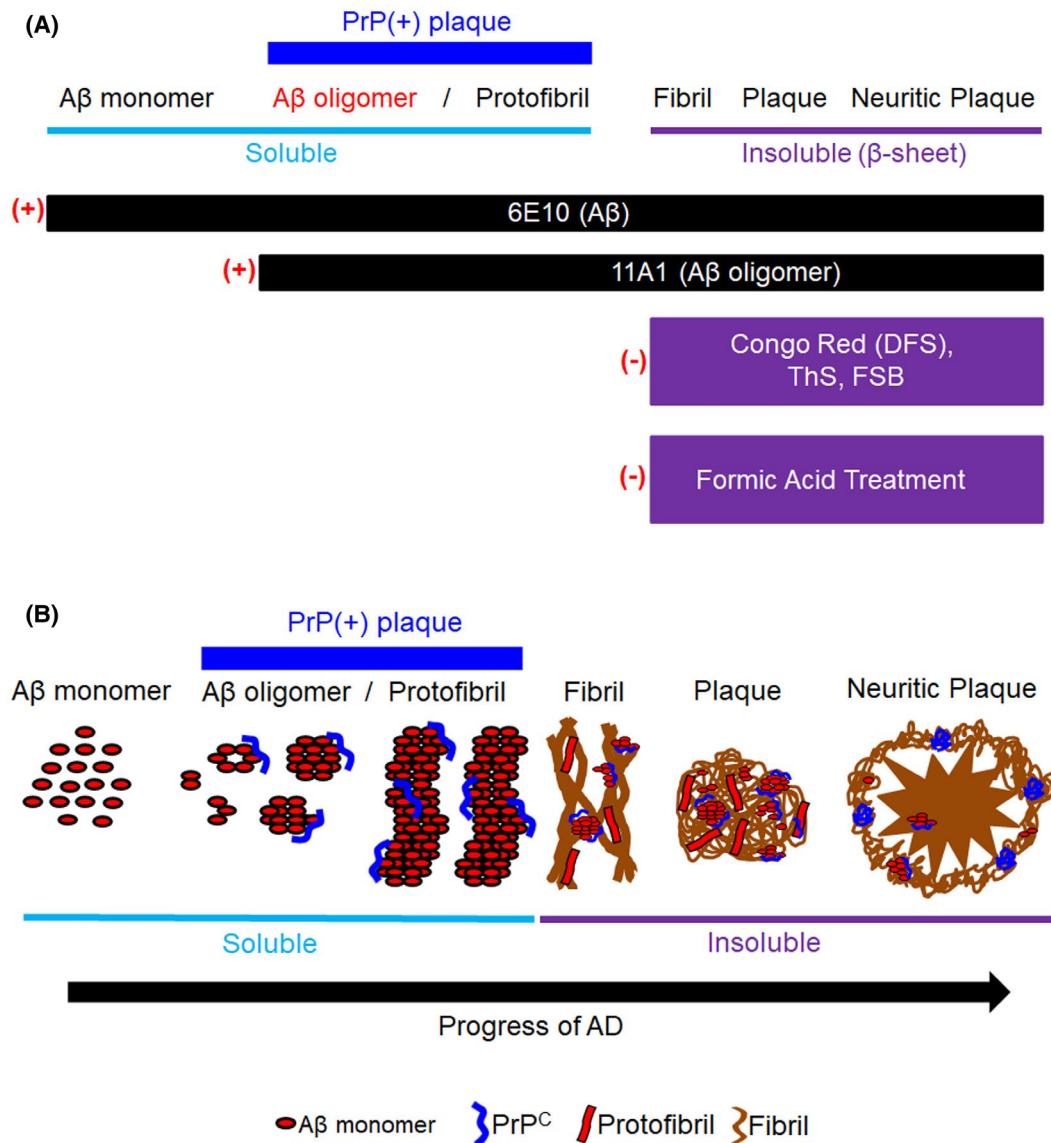 (A)
PrP(+) plaque
Aβ monomer Aβ oligomer / Protofibril Fibril Plaque Neuritic Plaque
Soluble Insoluble (β-sheet)
(+) 6E10 (Aβ)
(+) 11A1 (Aβ oligomer)
(-) Congo Red (DFS),
ThS, FSB
(-) Formic Acid Treatment
(B)
PrP(+) plaque
Aβ monomer Aβ oligomer / Protofibril Fibril Plaque Neuritic Plaque
Soluble Insoluble
Progress of AD
Aβ monomer PrPC Protofibril Fibril